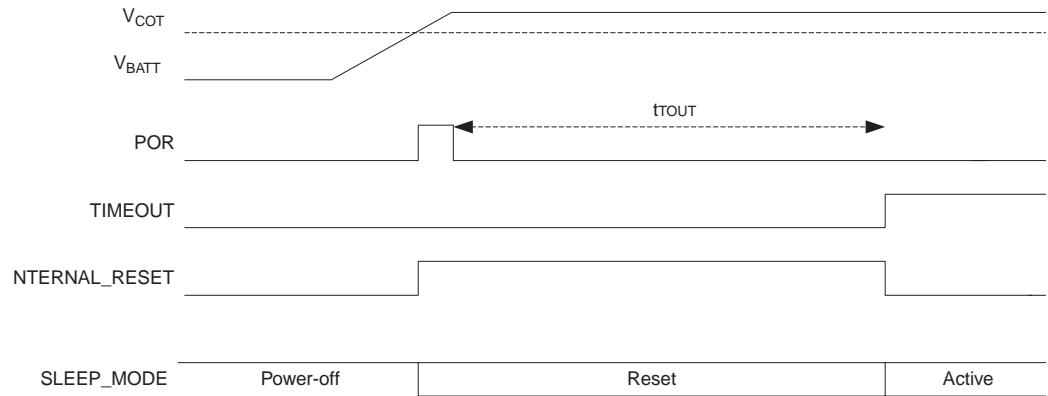 VCOT
VBATT
tTOUT
POR
TIMEOUT
NTERNAL_RESET
SLEEP_MODE Power-off Reset Active